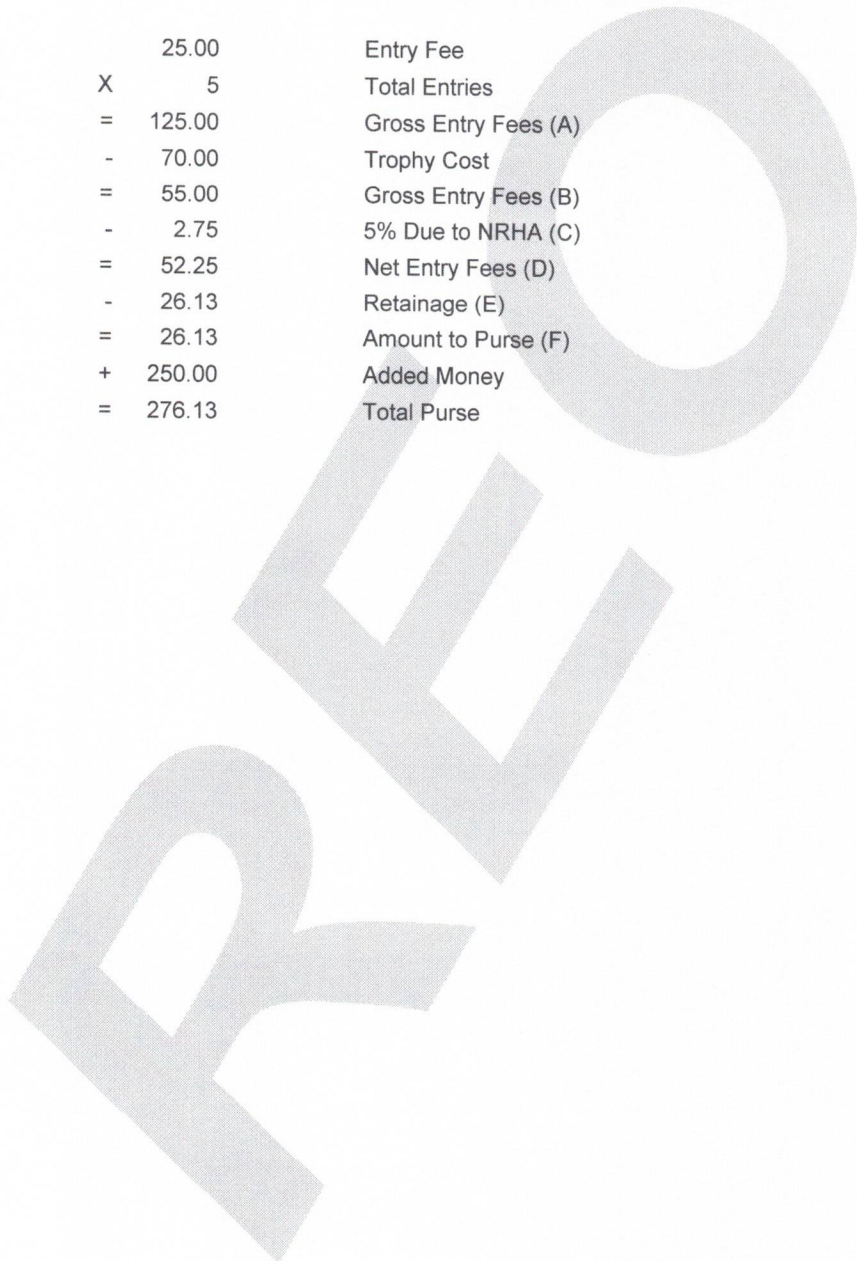 25.00 Entry Fee
X 5 Total Entries
= 125.00 Gross Entry Fees (A)
- 70.00 Trophy Cost
= 55.00 Gross Entry Fees (B)
- 2.75 5% Due to NRHA (C)
= 52.25 Net Entry Fees (D)
- 26.13 Retainage (E)
= 26.13 Amount to Purse (F)
+ 250.00 Added Money
= 276.13 Total Purse
REO